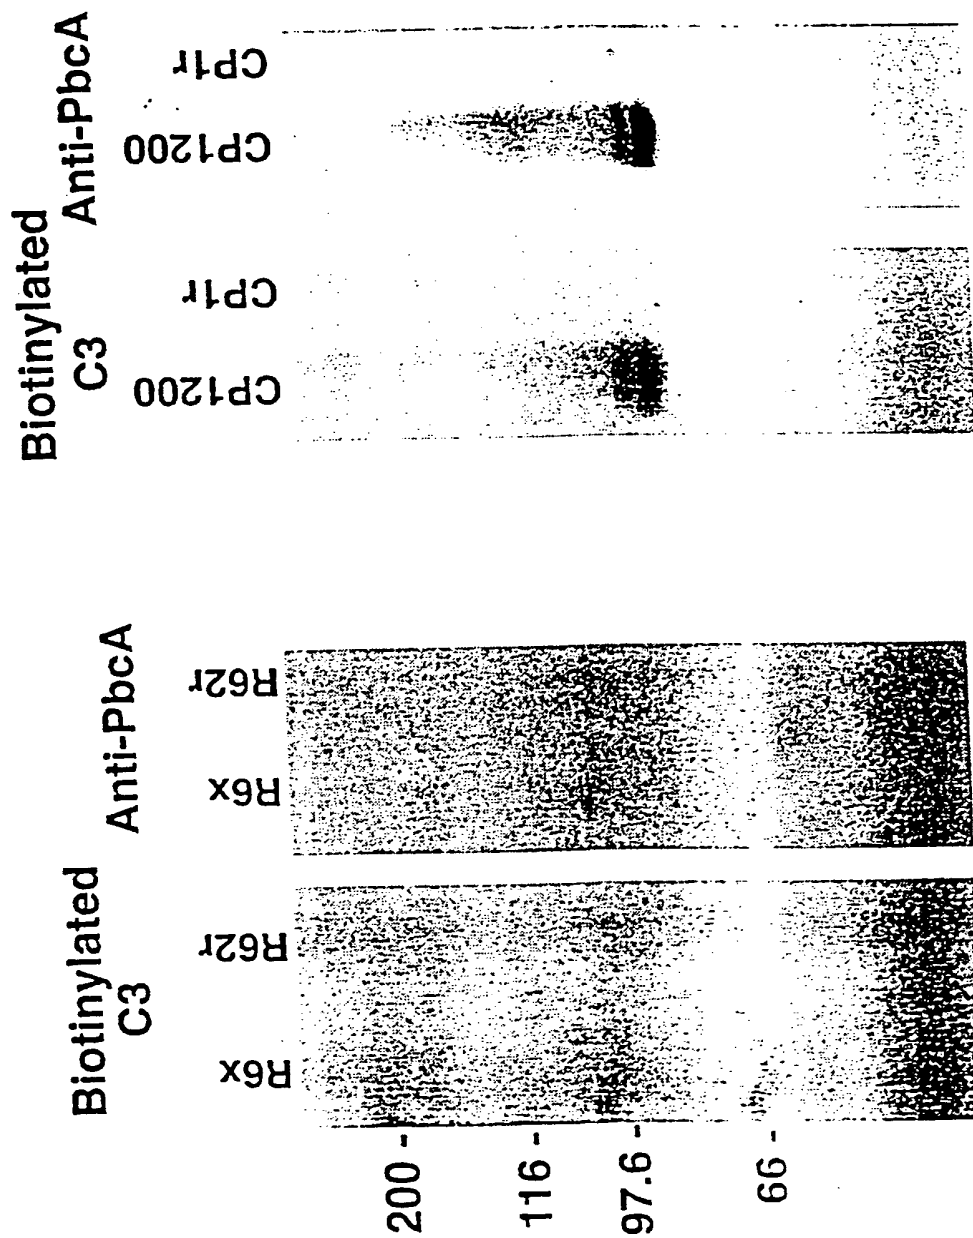 Biotinylated
C3
Anti-PbcA
R6x
R62r
R6x
R62r
Biotinylated
C3
Anti-PbcA
CP1200
CP1r
CP1200
CP1r
200 -
116 -
97.6 -
66 -